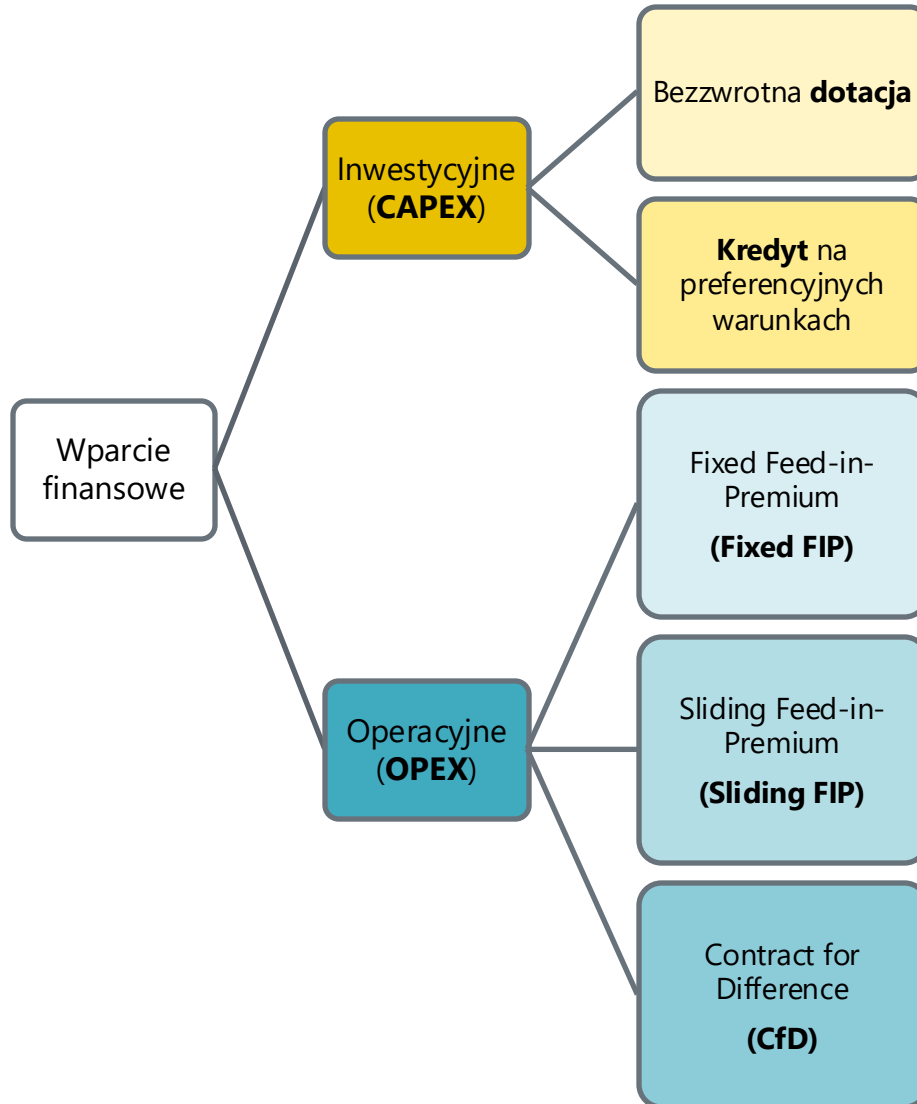 Wparcie
finansowe
Inwestycyjne
(CAPEX)
Bezzwrotna dotacja
Kredyt na
preferencyjnych
warunkach
Operacyjne
(OPEX)
Fixed Feed-in-
Premium
(Fixed FIP)
Sliding Feed-in-
Premium
(Sliding FIP)
Contract for
Difference
(CfD)